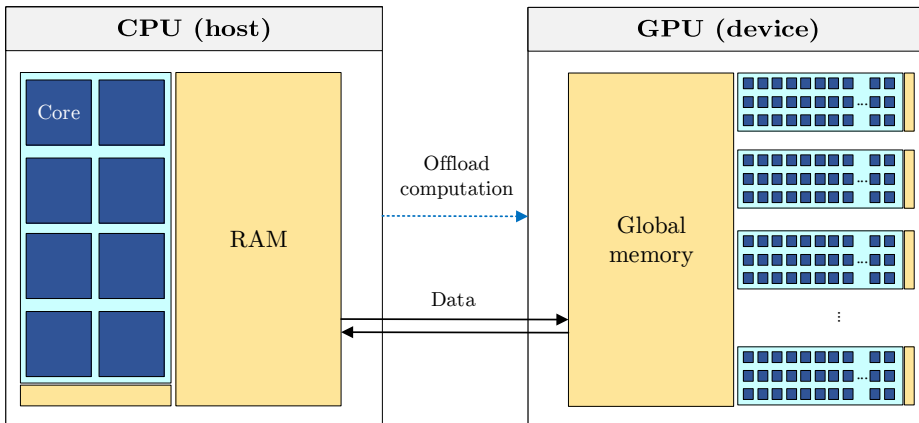 CPU (host)
GPU (device)
Core
RAM
Offload
computation
Data
Global
memory
...
...
...
...
...